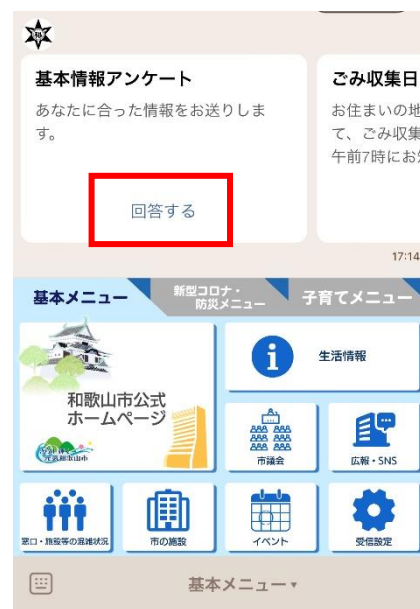 基本情報アンケート
あなたに合った情報をお送りしま
す。
回答する
ごみ収集日
お住まいの地
て、ごみ収集
午前7時にお
17:14
基本メニュー
新型コロナ・
防災メニュー
子育てメニュー
和歌山市公式
ホームページ
生活情報
市議会
広報・SNS
窓口・施設等の混雑状況
市の施設
イベント
受信設定
基本メニュー▾